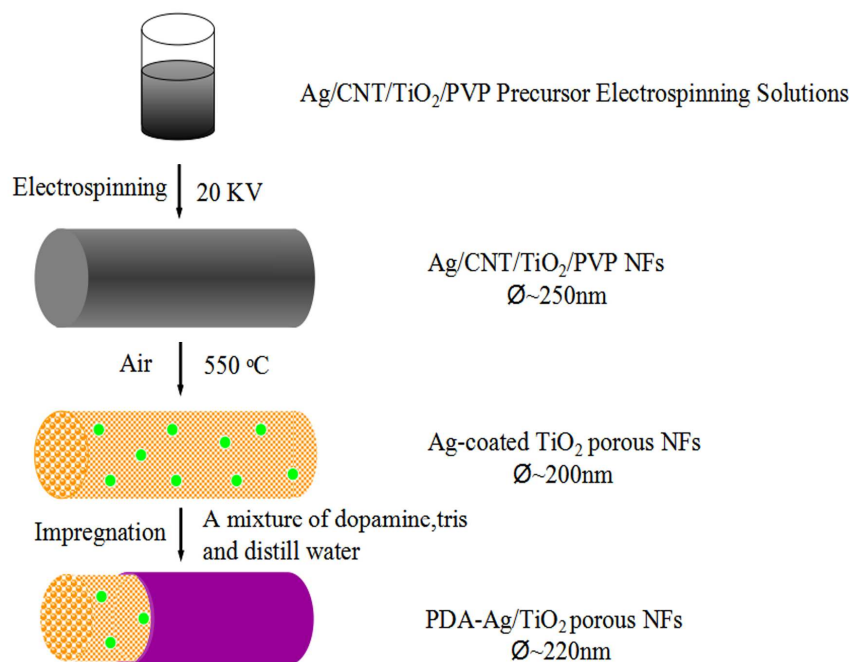 Ag/CNT/TiO₂/PVP Precursor Electrospinning Solutions
Electrospinning
20 KV
Ag/CNT/TiO₂/PVP NFs
Ø~250nm
Air
550 ºC
Ag-coated TiO₂ porous NFs
Ø~200nm
Impregnation
A mixture of dopamine,tris
and distill water
PDA-Ag/TiO₂ porous NFs
Ø~220nm